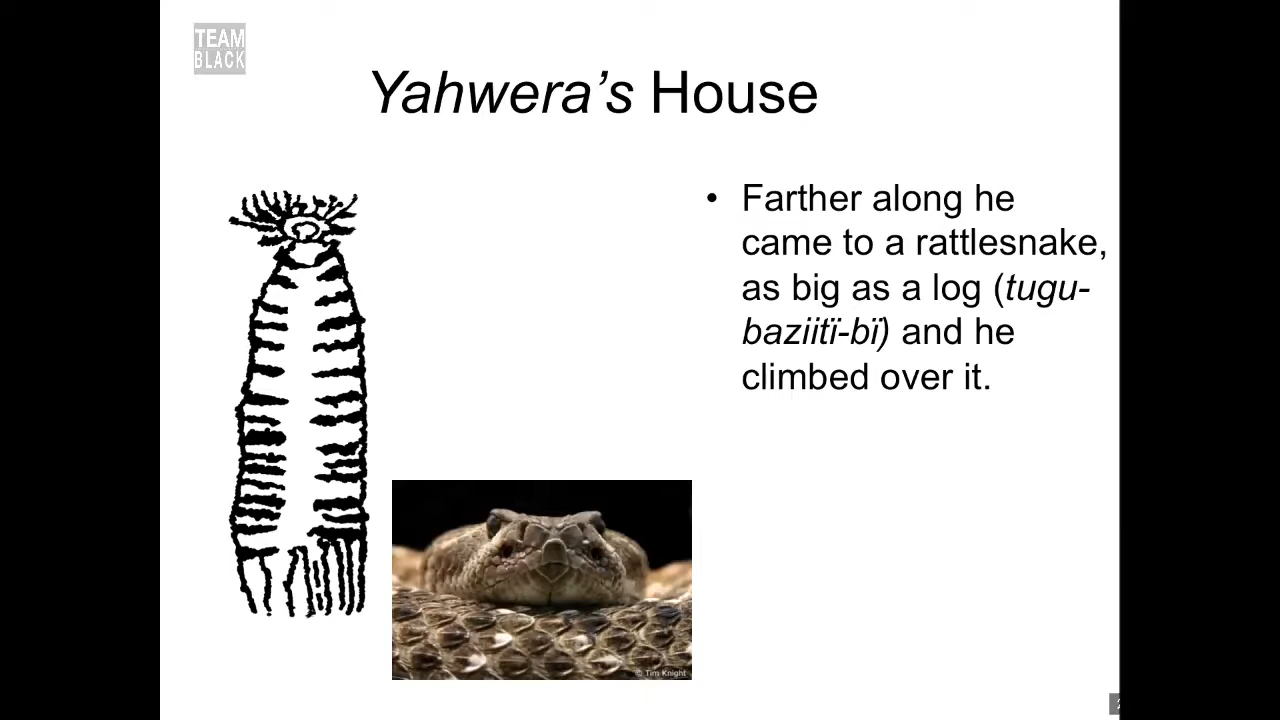 TEAM
BLACK
Yahwera’s House
• Farther along he
came to a rattlesnake,
as big as a log (tugu-
baziitï-bï) and he
climbed over it.
© Tim Knight